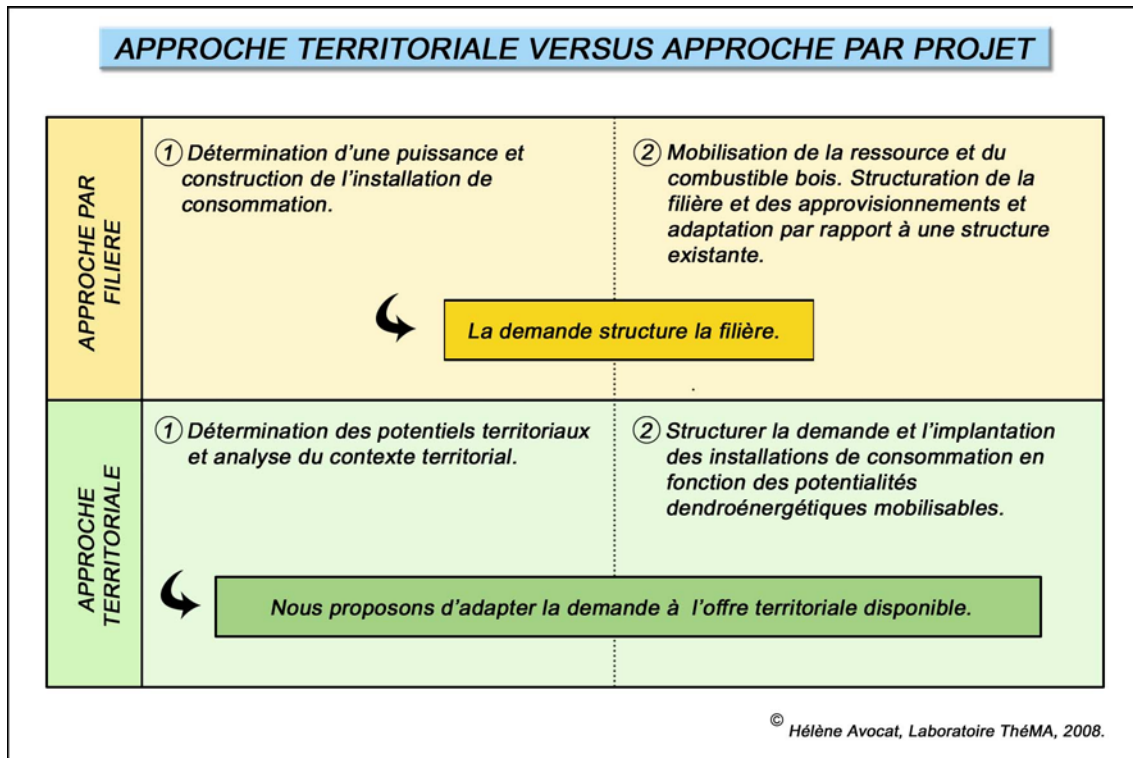 APPROCHE TERRITORIALE VERSUS APPROCHE PAR PROJET
APPROCHE PAR
FILIERE
① Détermination d'une puissance et
construction de l'installation de
consommation.
② Mobilisation de la ressource et du
combustible bois. Structuration de la
filière et des approvisionnements et
adaptation par rapport à une structure
existante.
La demande structure la filière.
APPROCHE
TERRITORIALE
① Détermination des potentiels territoriaux
et analyse du contexte territorial.
② Structurer la demande et l'implantation
des installations de consommation en
fonction des potentialités
dendroénergétiques mobilisables.
Nous proposons d'adapter la demande à l'offre territoriale disponible.
© Hélène Avocat, Laboratoire ThéMA, 2008.